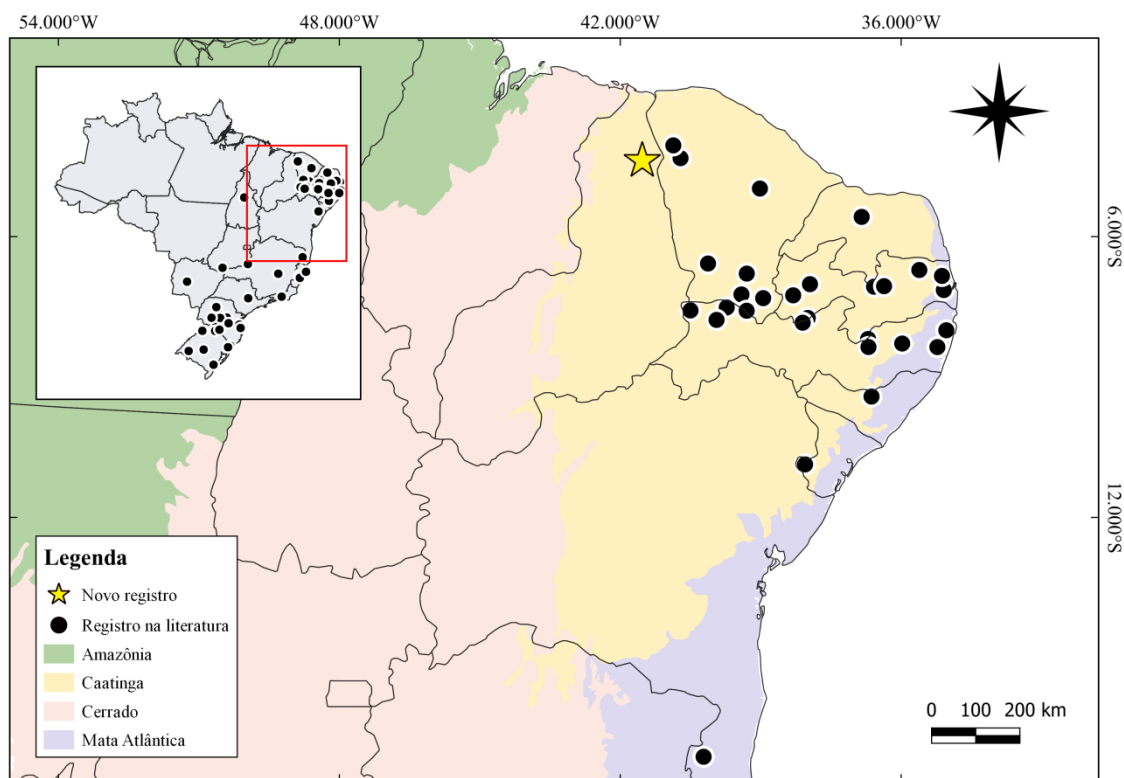 54.000°W 48.000°W 42.000°W 36.000°W
6.000°S
12.000°S
Legenda
Novo registro
Registro na literatura
Amazônia
Caatinga
Cerrado
Mata Atlântica
0 100 200 km